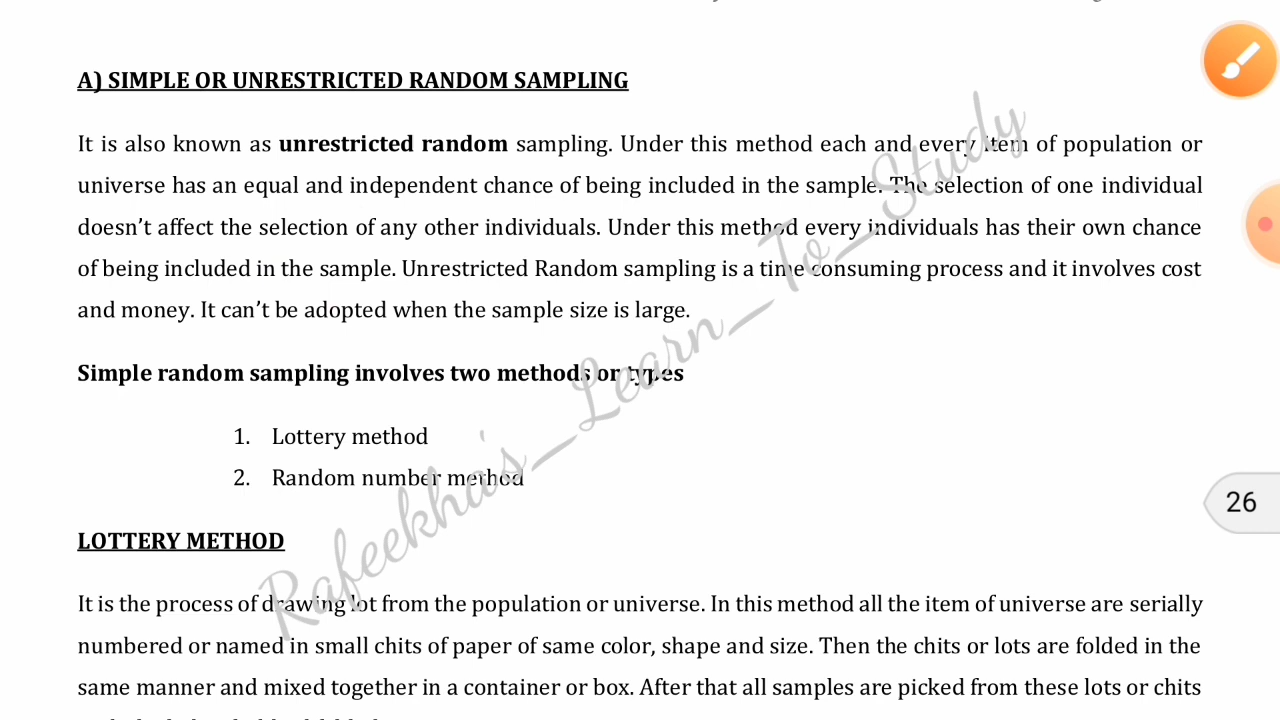 A) SIMPLE OR UNRESTRICTED RANDOM SAMPLING
It is also known as unrestricted random sampling. Under this method each and every item of population or
universe has an equal and independent chance of being included in the sample. The selection of one individual
doesn’t affect the selection of any other individuals. Under this method every individuals has their own chance
of being included in the sample. Unrestricted Random sampling is a time consuming process and it involves cost
and money. It can’t be adopted when the sample size is large.
Simple random sampling involves two methods or types
1. Lottery method
2. Random number method
LOTTERY METHOD
It is the process of drawing lot from the population or universe. In this method all the item of universe are serially
numbered or named in small chits of paper of same color, shape and size. Then the chits or lots are folded in the
same manner and mixed together in a container or box. After that all samples are picked from these lots or chits
Rafeekha's_Learn_To_Study
26